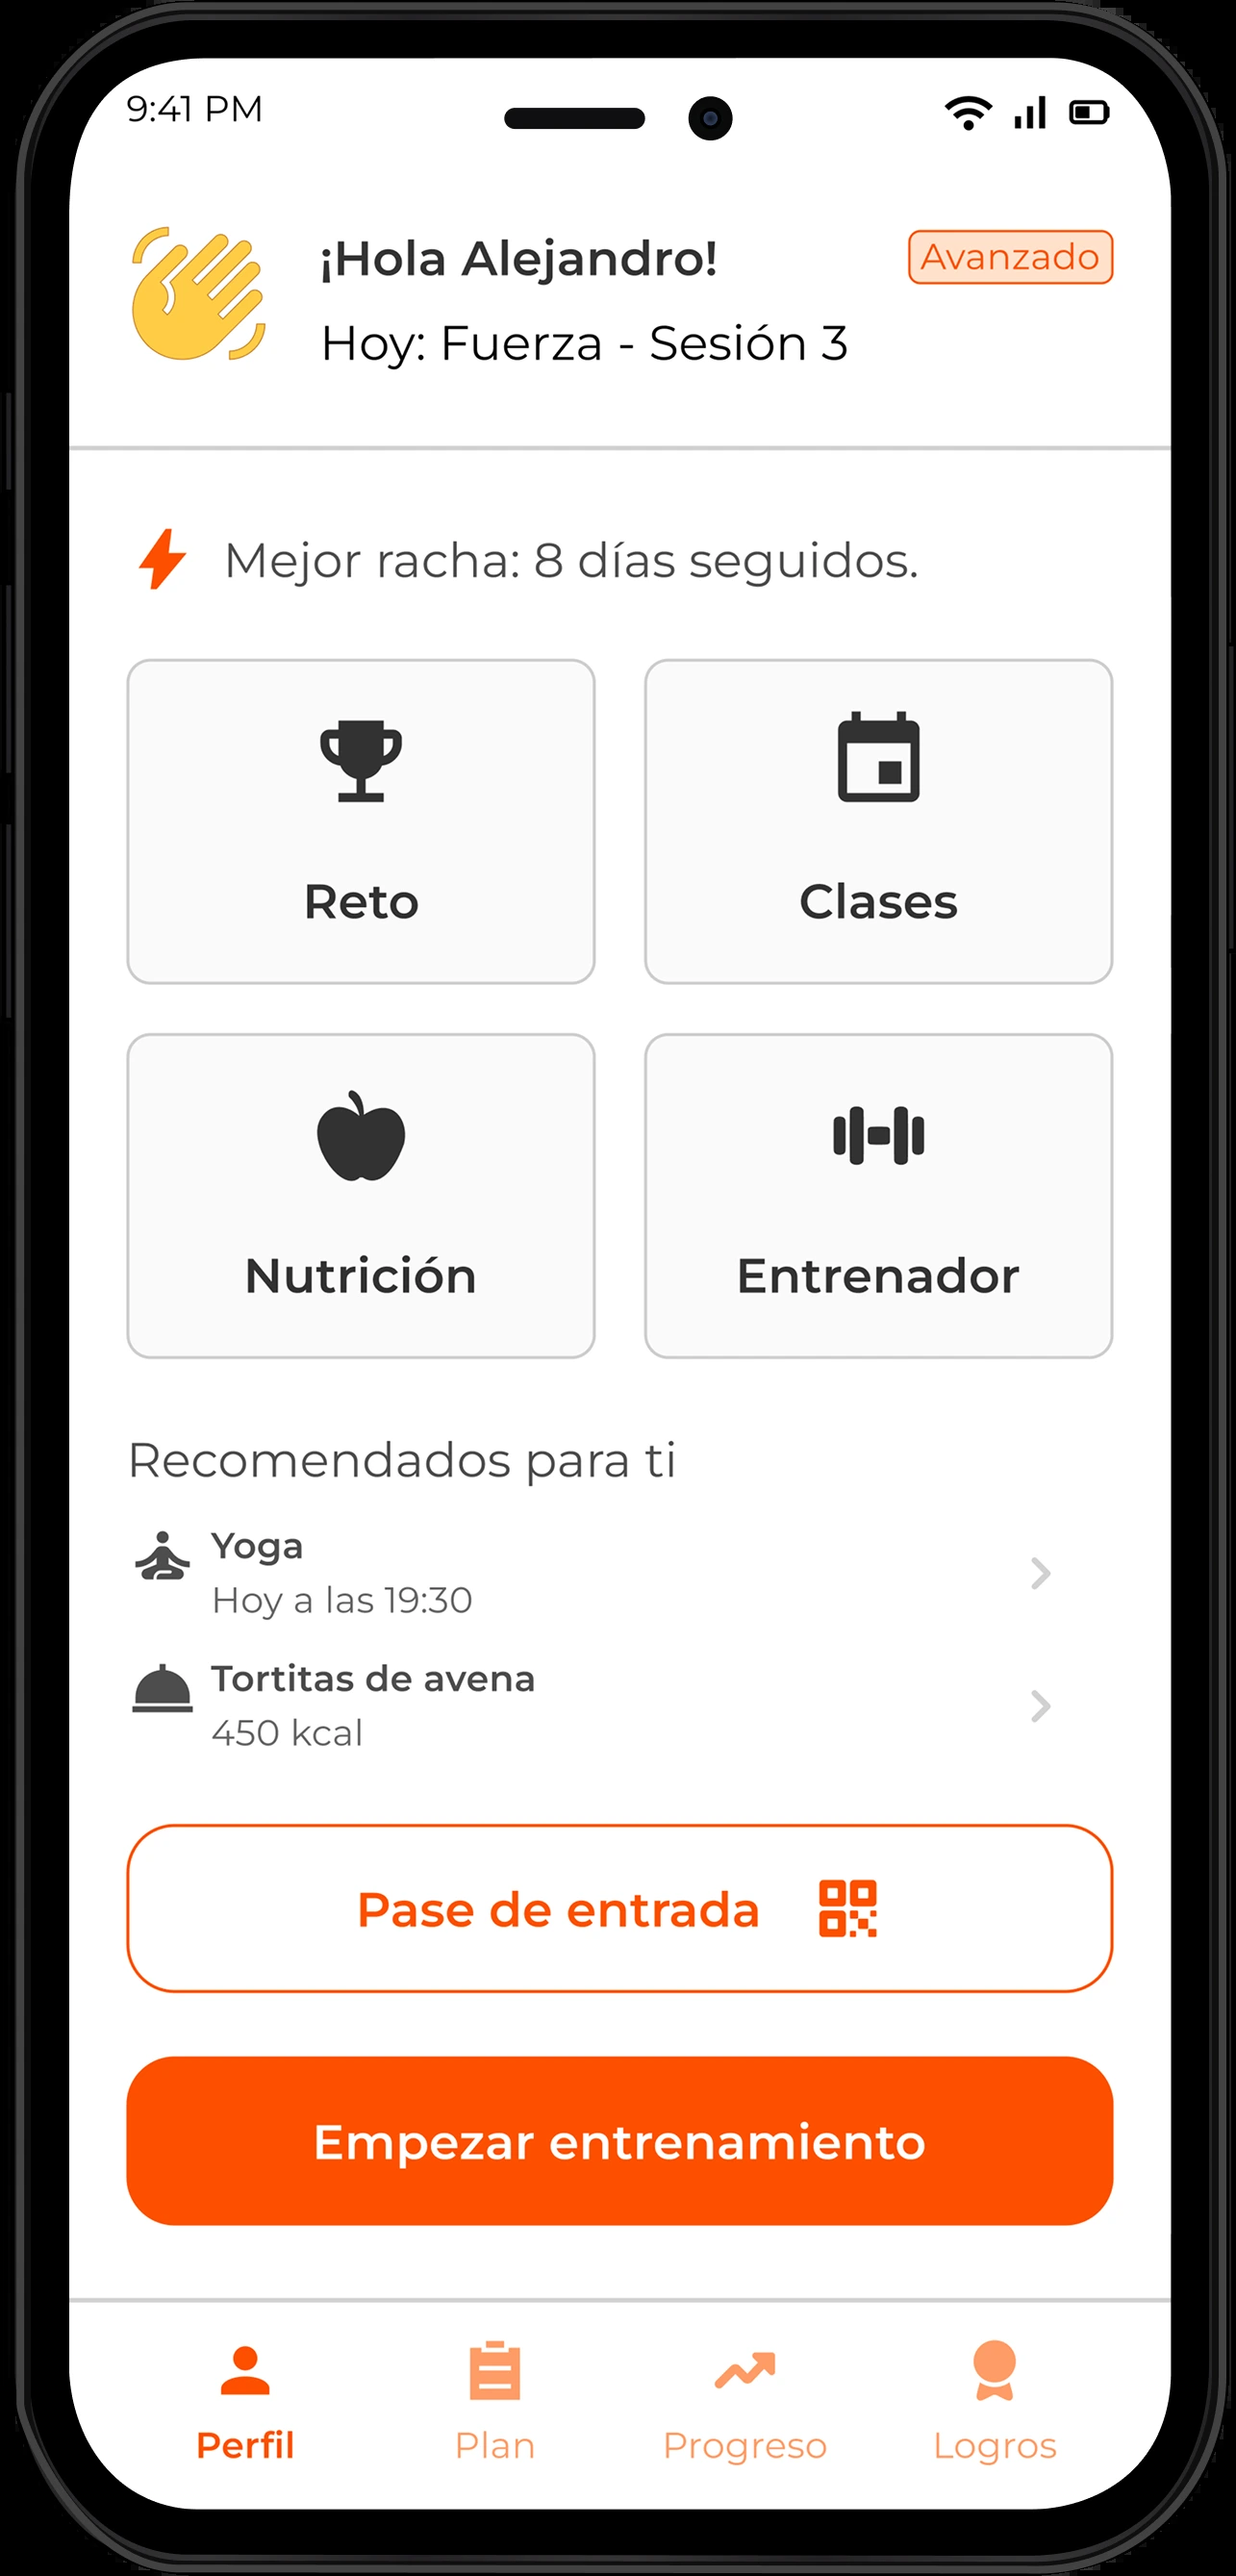 9:41 PM
¡Hola Alejandro!
Avanzado
Hoy: Fuerza - Sesión 3
Mejor racha: 8 días seguidos.
Reto
Clases
Nutrición
Entrenador
Recomendados para ti
Yoga
Hoy a las 19:30
Tortitas de avena
450 kcal
Pase de entrada
Empezar entrenamiento
Perfil
Plan
Progreso
Logros